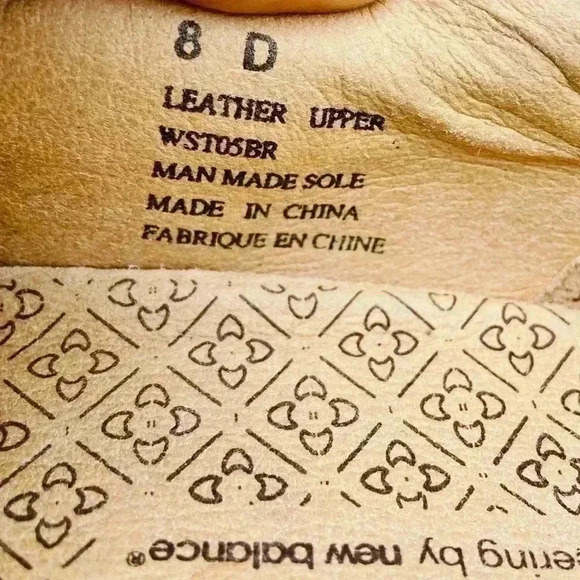 8 D
LEATHER UPPER
WST05BR
MAN MADE SOLE
MADE IN CHINA
FABRIQUE EN CHINE
by new balance®